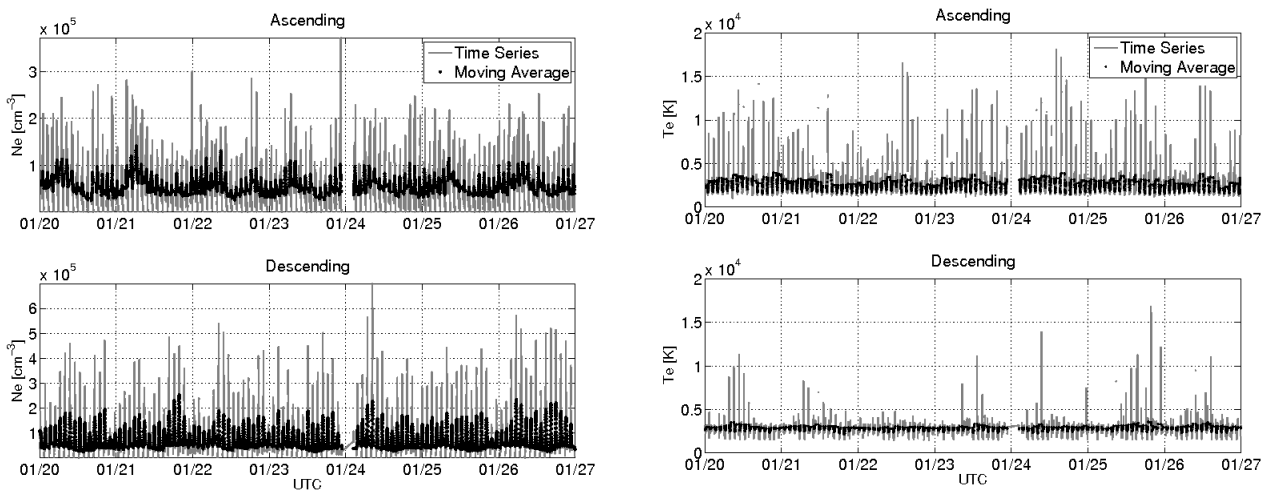 Ascending
x 10^5
Ne [cm^-3]
3
2
1
Time Series
Moving Average
01/20 01/21 01/22 01/23 01/24 01/25 01/26 01/27
Ascending
x 10^4
Te [K]
2
1.5
1
0.5
0
Time Series
Moving Average
01/20 01/21 01/22 01/23 01/24 01/25 01/26 01/27
Descending
x 10^5
Ne [cm^-3]
6
5
4
3
2
1
01/20 01/21 01/22 01/23 01/24 01/25 01/26 01/27
UTC
Descending
x 10^4
Te [K]
2
1.5
1
0.5
0
01/20 01/21 01/22 01/23 01/24 01/25 01/26 01/27
UTC